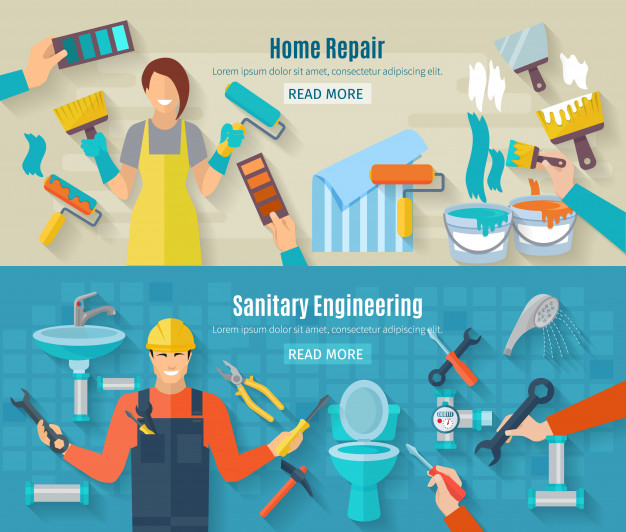 Home Repair
Lorem ipsum dolor sit amet, consectetur adipiscing elit.
READ MORE
Sanitary Engineering
Lorem ipsum dolor sit amet, consectetur adipiscing elit.
READ MORE